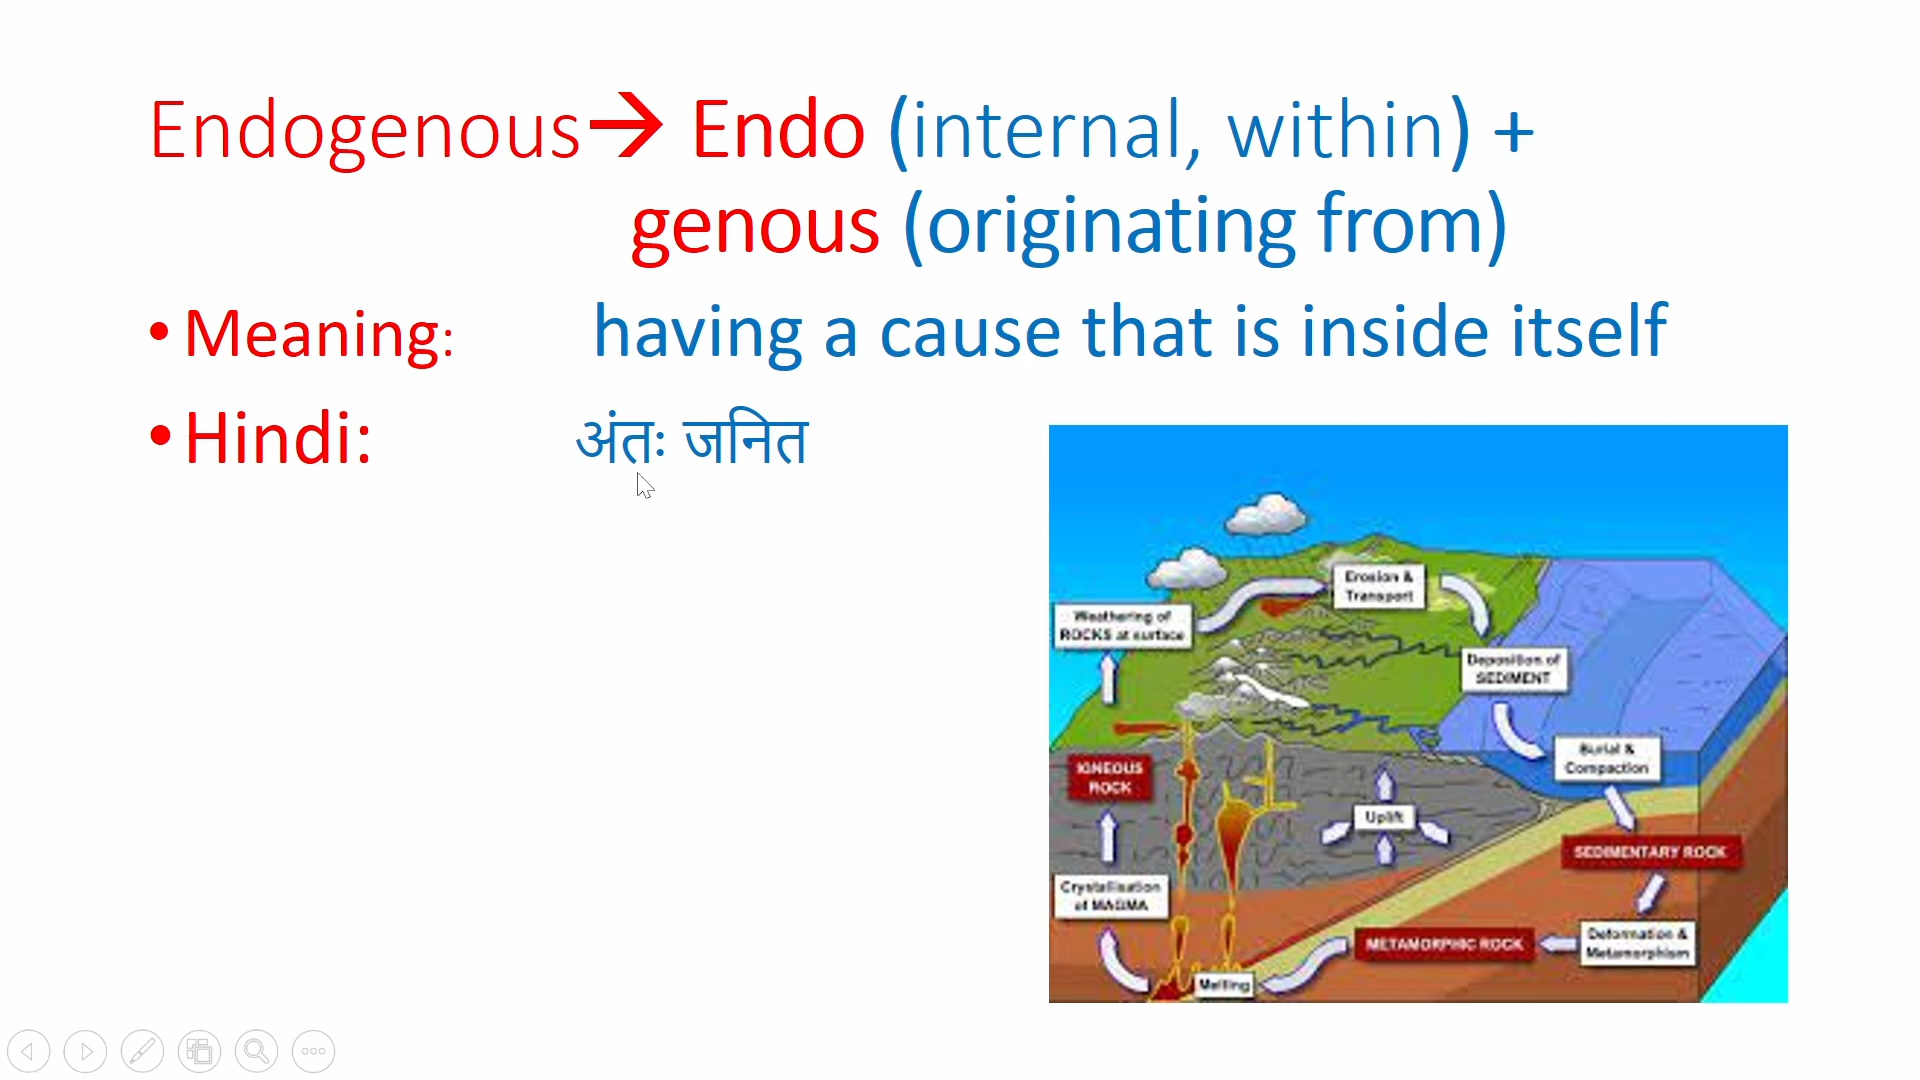 Endogenous→ Endo (internal, within) +
genous (originating from)
• Meaning: having a cause that is inside itself
• Hindi: अंतः जनित
Erosion &
Transport
Weathering of
ROCKS at surface
Deposition of
SEDIMENT
Burial &
Compaction
IGNEOUS
ROCK
Uplift
SEDIMENTARY ROCK
Crystallisation
of MAGMA
METAMORPHIC ROCK
Deformation &
Metamorphism
Melting